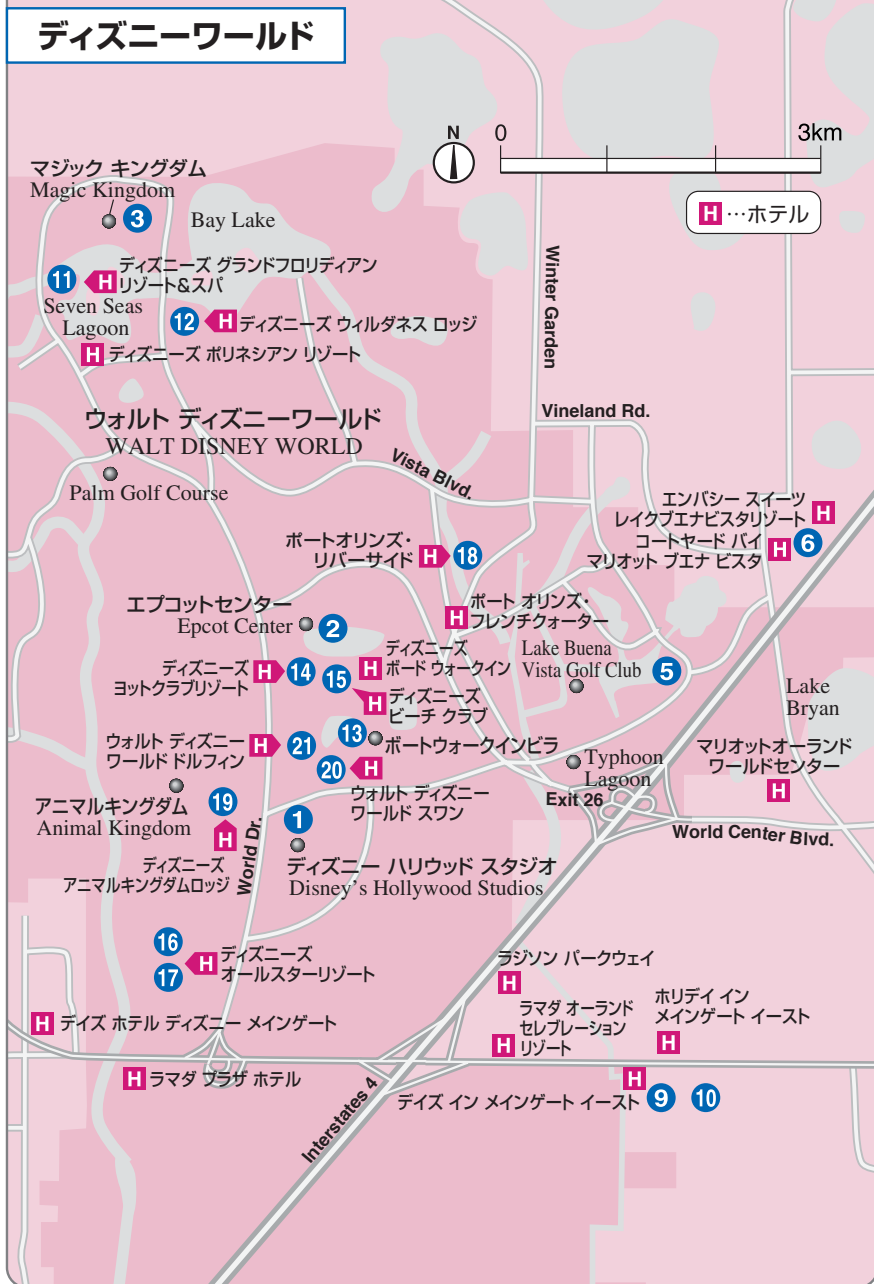 ディズニーワールド
N
0
3km
H…ホテル
マジック キングダム
Magic Kingdom
3
Bay Lake
11
H
ディズニーズ グランドフロリディアン
リゾート&スパ
Seven Seas
Lagoon
12
H
ディズニーズ ウィルダネス ロッジ
H
ディズニーズ ポリネシアン リゾート
Winter Garden
ウォルト ディズニーワールド
WALT DISNEY WORLD
Vineland Rd.
Palm Golf Course
Vista Blvd.
エンバシー スイーツ
レイクブエナビスタリゾート
H
コートヤード バイ
マリオット ブエナ ビスタ
H
6
ポートオリンズ・
リバーサイド
H
18
エプコットセンター
Epcot Center
2
H
ポート オリンズ・
フレンチクォーター
ディズニーズ
ヨットクラブリゾート
H
14
15
H
ディズニーズ
ボード ウォークイン
Lake Buena
Vista Golf Club
5
H
ディズニーズ
ビーチ クラブ
Lake
Bryan
ウォルト ディズニー
ワールド ドルフィン
H
21
13
ボートウォークインビラ
20
H
ウォルト ディズニー
ワールド スワン
Typhoon
Lagoon
Exit 26
マリオットオーランド
ワールドセンター
H
World Center Blvd.
アニマルキングダム
Animal Kingdom
19
H
ディズニーズ
アニマルキングダムロッジ
World Dr.
1
ディズニー ハリウッド スタジオ
Disney's Hollywood Studios
16
17
H
ディズニーズ
オールスターリゾート
ラジソン パークウェイ
H
ラマダ オーランド
セレブレーション
リゾート
H
ホリデイ イン
メインゲート イースト
H
H
デイズ ホテル ディズニー メインゲート
H
ラマダ プラザ ホテル
Interstates 4
H
デイズ イン メインゲート イースト
9
10